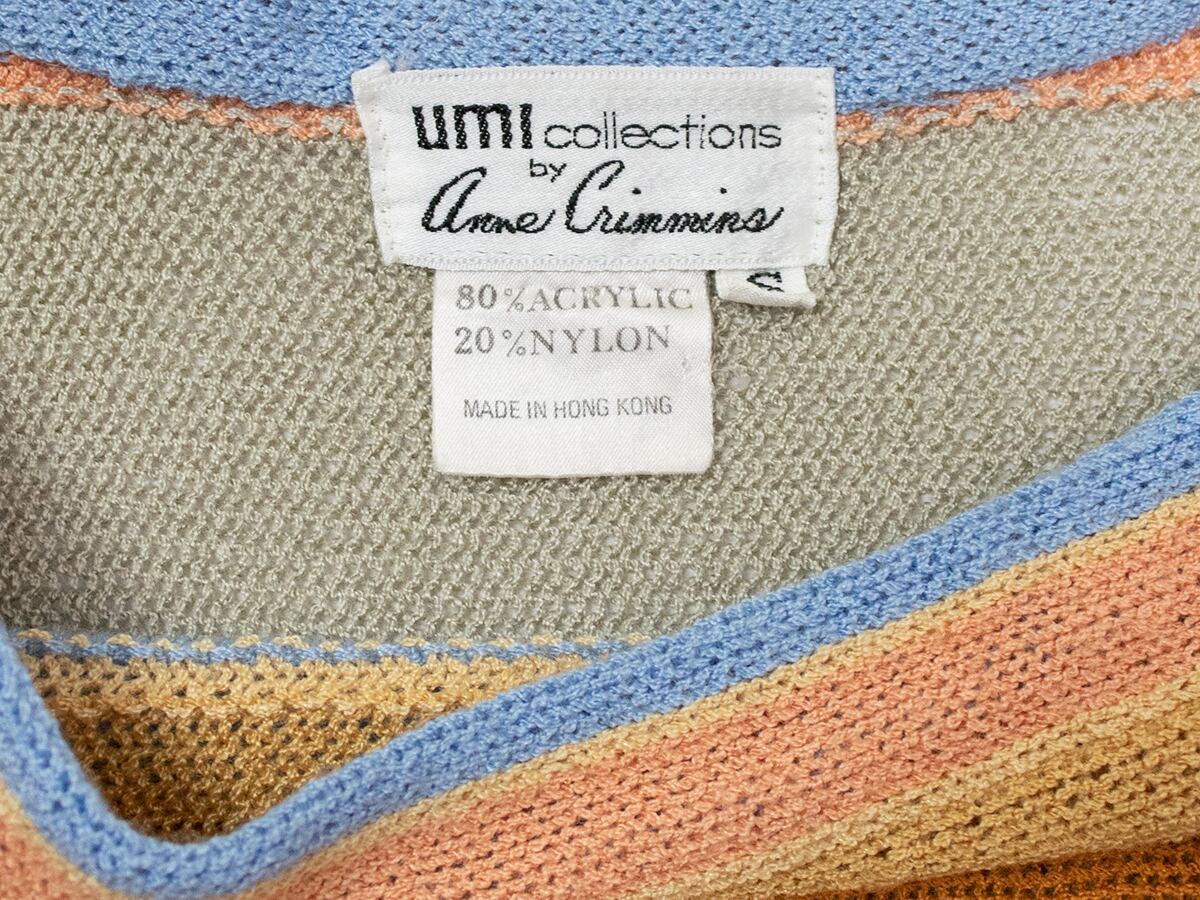 umi collections
by
Anne Crimmins
80% ACRYLIC
20% NYLON
MADE IN HONG KONG